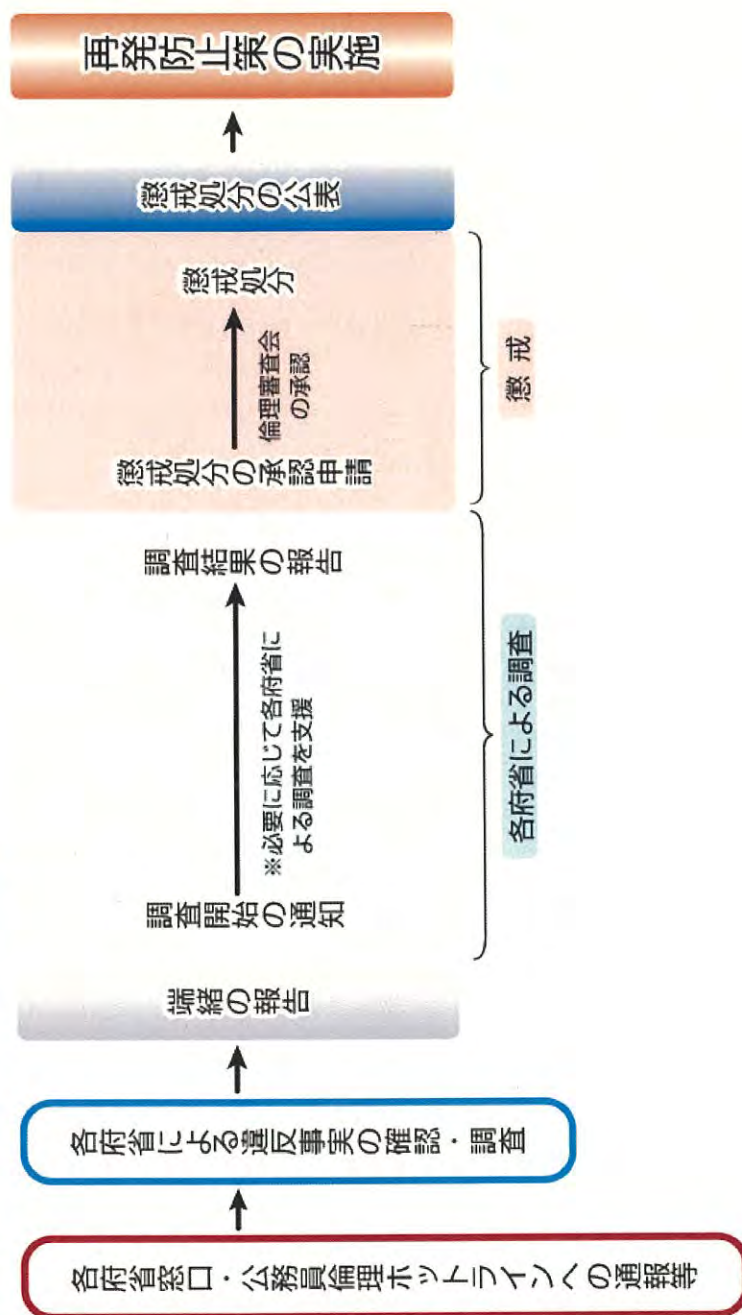 各府省窓口・公務員倫理ホットラインへの通報等
各府省による違反事実の確認・調査
端緒の報告
調査開始の通知
※必要に応じて各府省に
よる調査を支援
調査結果の報告
各府省による調査
懲戒処分の承認申請
倫理審査会
の承認
懲戒処分
懲戒
懲戒処分の公表
再発防止策の実施